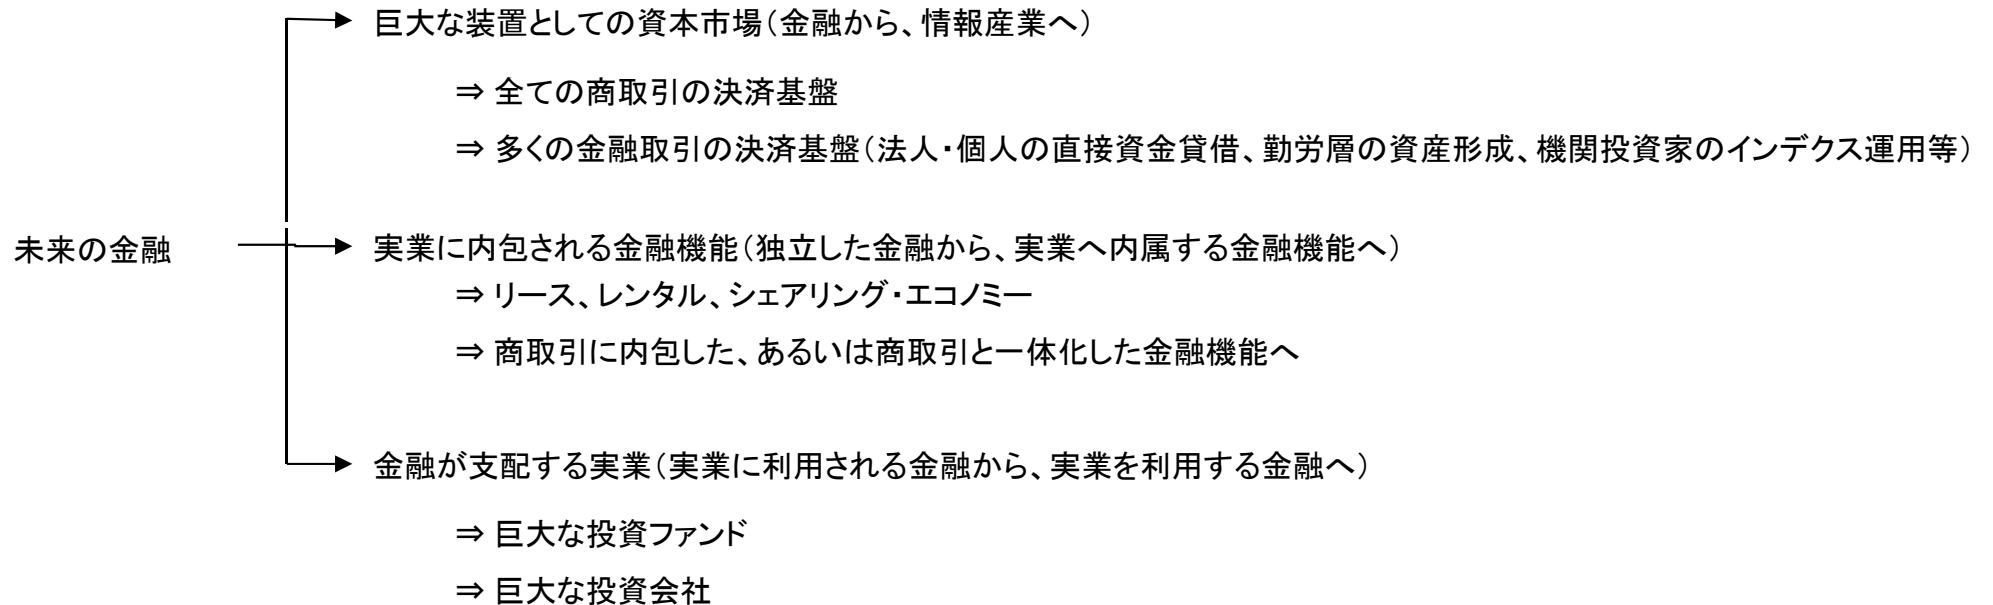 巨大な装置としての資本市場（金融から、情報産業へ）
⇒ 全ての商取引の決済基盤
⇒ 多くの金融取引の決済基盤（法人・個人の直接資金貸借、勤労層の資産形成、機関投資家のインデクス運用等）
未来の金融
実業に内包される金融機能（独立した金融から、実業へ内属する金融機能へ）
⇒ リース、レンタル、シェアリング・エコノミー
⇒ 商取引に内包した、あるいは商取引と一体化した金融機能へ
金融が支配する実業（実業に利用される金融から、実業を利用する金融へ）
⇒ 巨大な投資ファンド
⇒ 巨大な投資会社